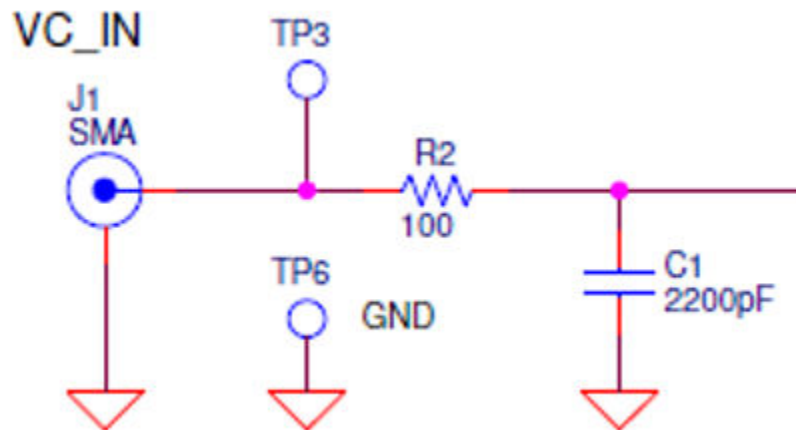 VC_IN
TP3
J1
SMA
R2
100
TP6
GND
C1
2200pF